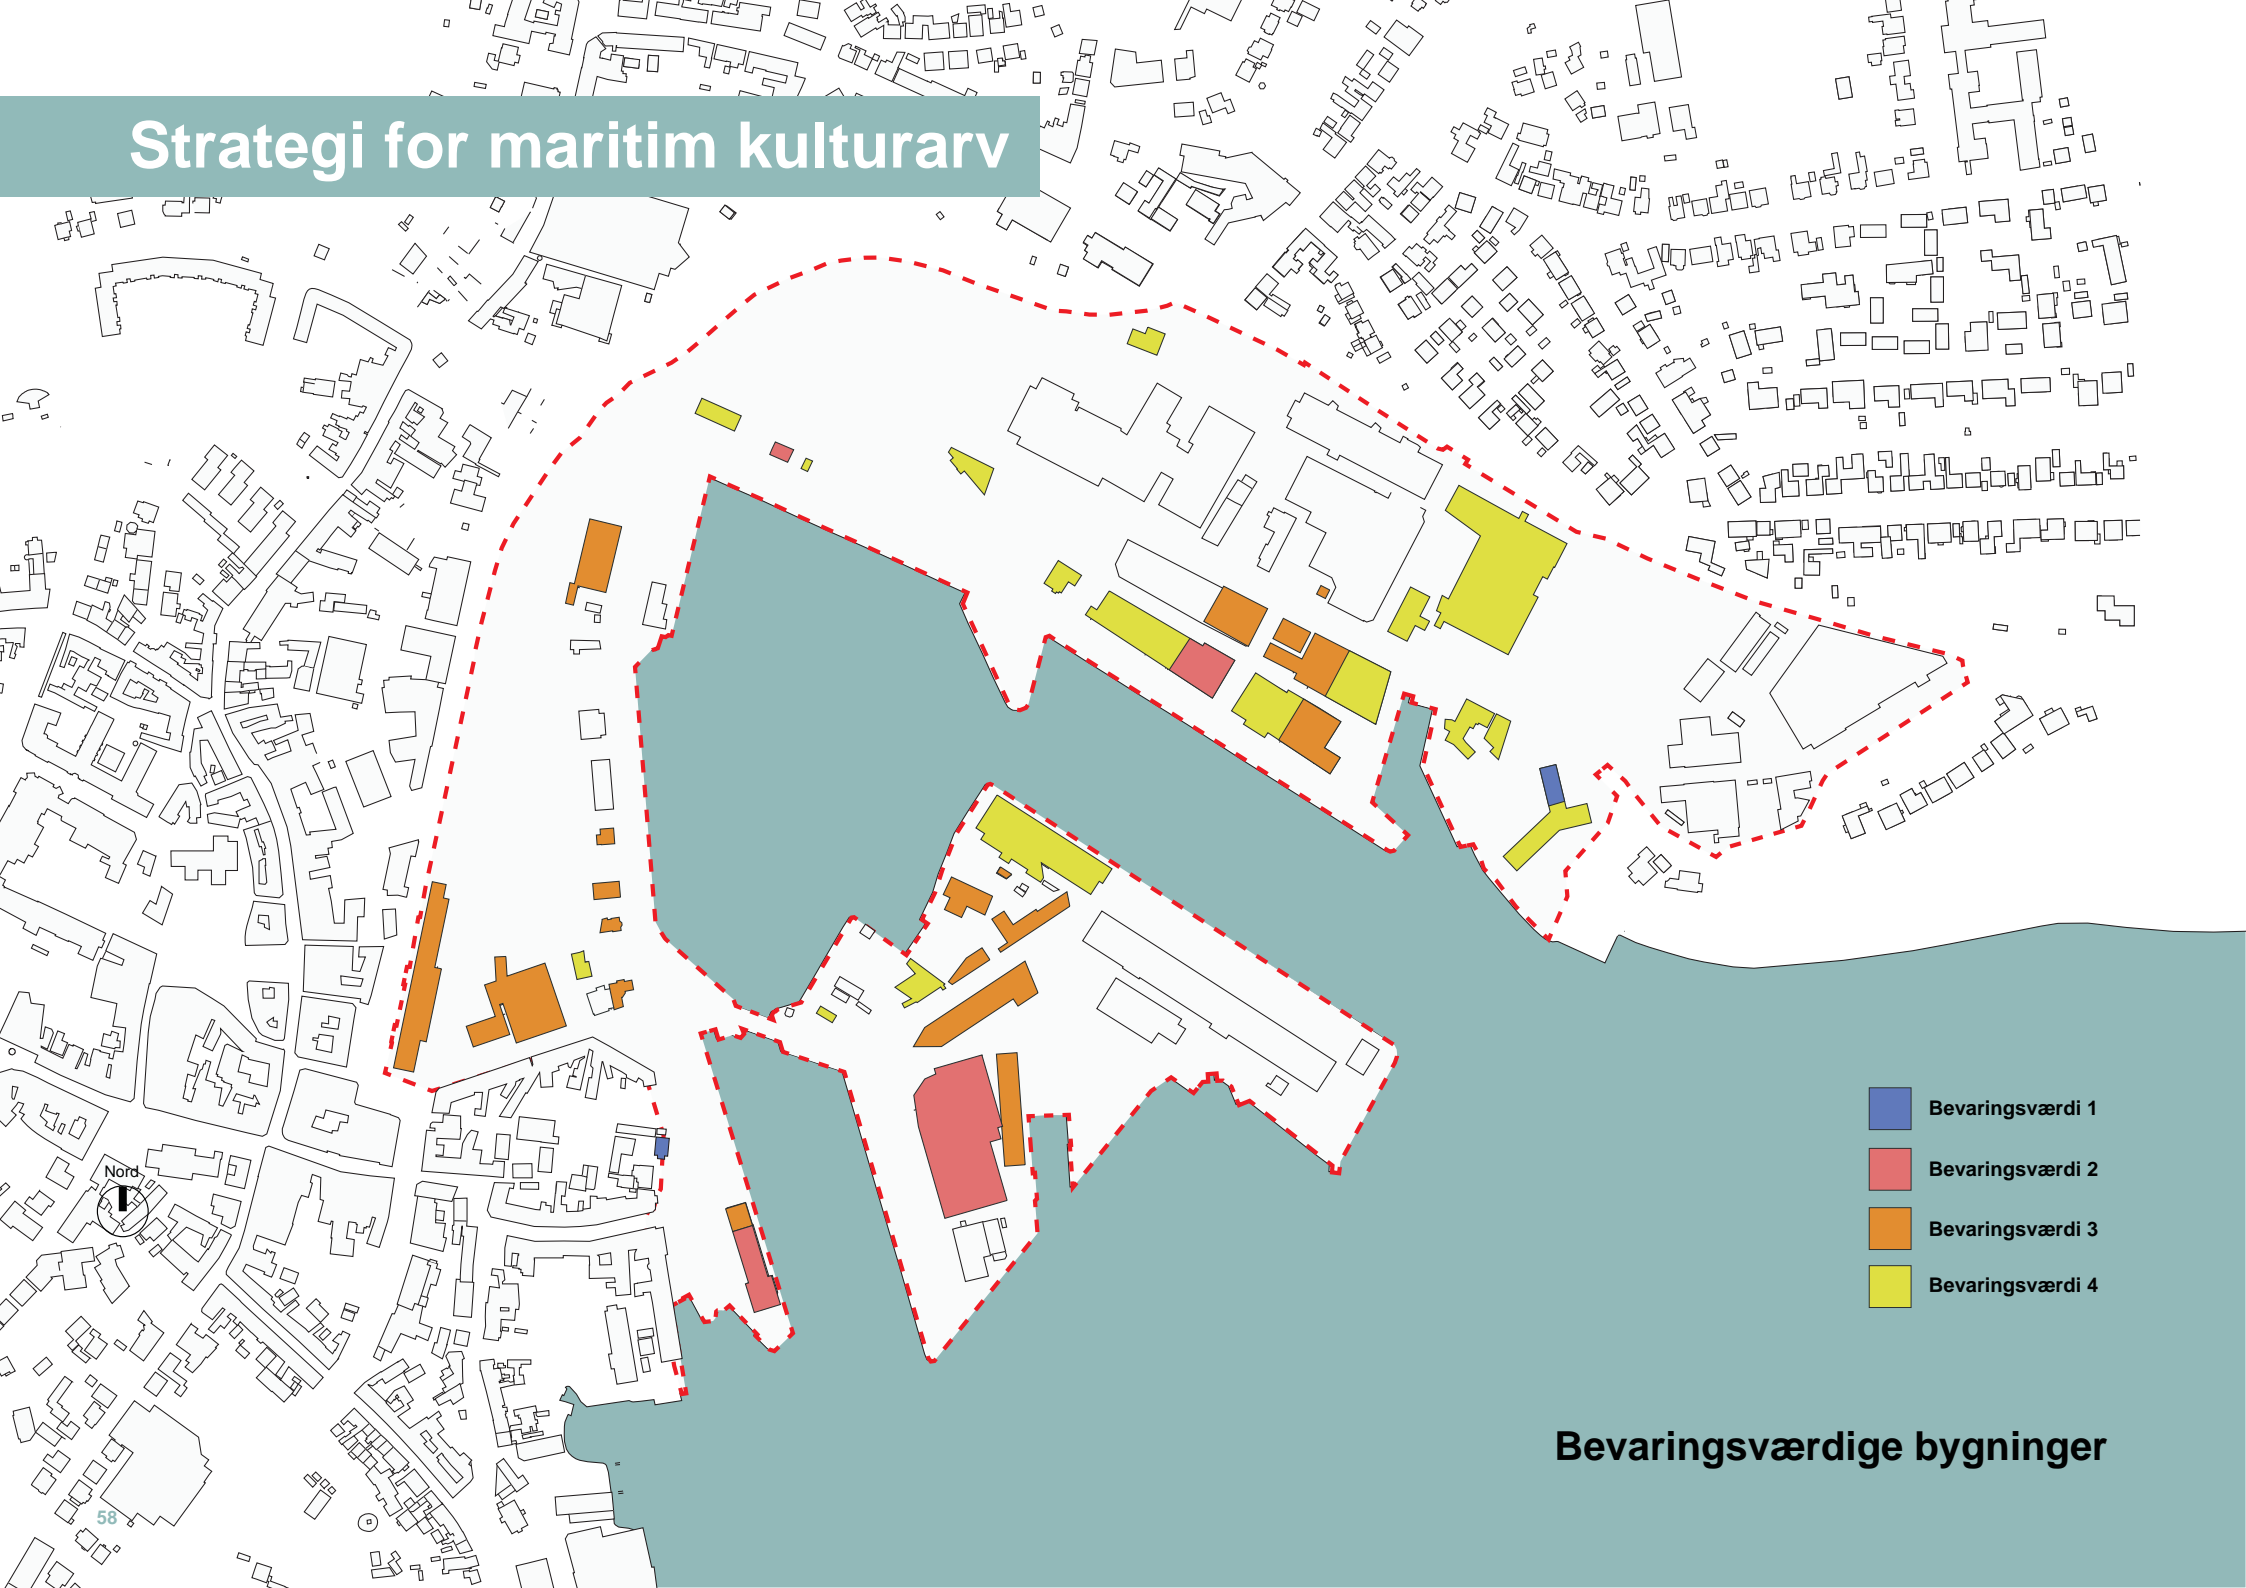 Strategi for maritim kulturarv
Nord
Bevaringsværdi 1
Bevaringsværdi 2
Bevaringsværdi 3
Bevaringsværdi 4
Bevaringsværdige bygninger
58